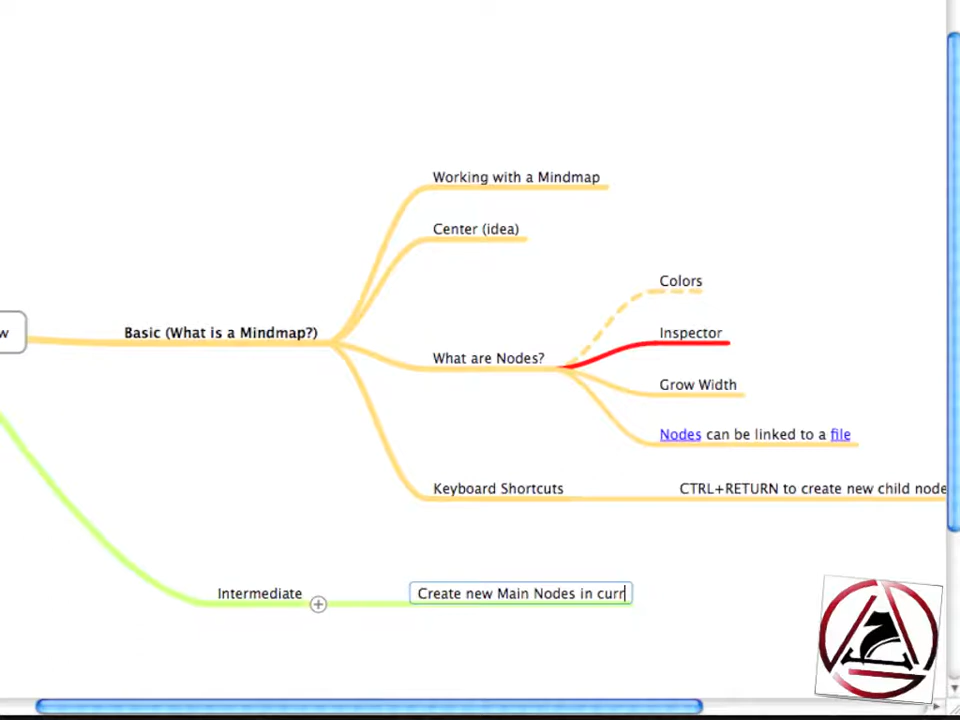 Working with a Mindmap
Center (idea)
Colors
w
Basic (What is a Mindmap?)
Inspector
What are Nodes?
Grow Width
Nodes can be linked to a file
Keyboard Shortcuts
CTRL+RETURN to create new child node
Intermediate
Create new Main Nodes in curr